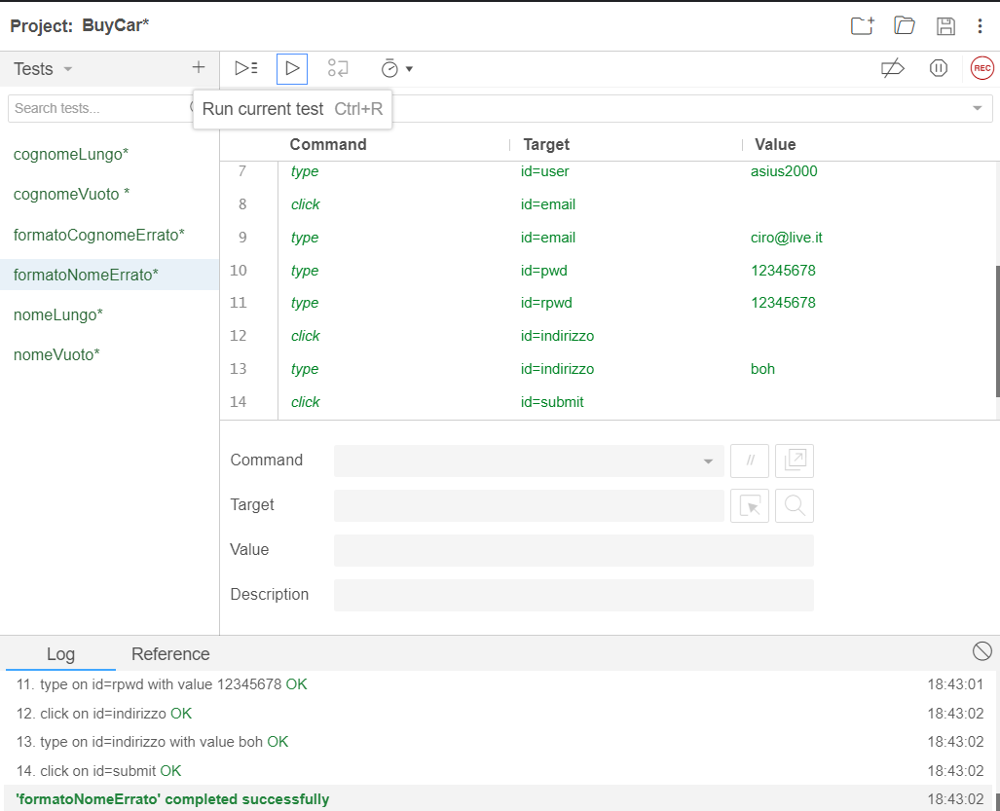 Project: BuyCar*
Tests
REC
Search tests...
Run current test Ctrl+R
Command Target Value
cognomeLungo*
cognomeVuoto *
formatoCognomeErrato*
formatoNomeErrato*
nomeLungo*
nomeVuoto*
7 type id=user asius2000
8 click id=email
9 type id=email ciro@live.it
10 type id=pwd 12345678
11 type id=rpwd 12345678
12 click id=indirizzo
13 type id=indirizzo boh
14 click id=submit
Command //
Target
Value
Description
Log Reference
11. type on id=rpwd with value 12345678 OK 18:43:01
12. click on id=indirizzo OK 18:43:02
13. type on id=indirizzo with value boh OK 18:43:02
14. click on id=submit OK 18:43:02
'formatoNomeErrato' completed successfully 18:43:02